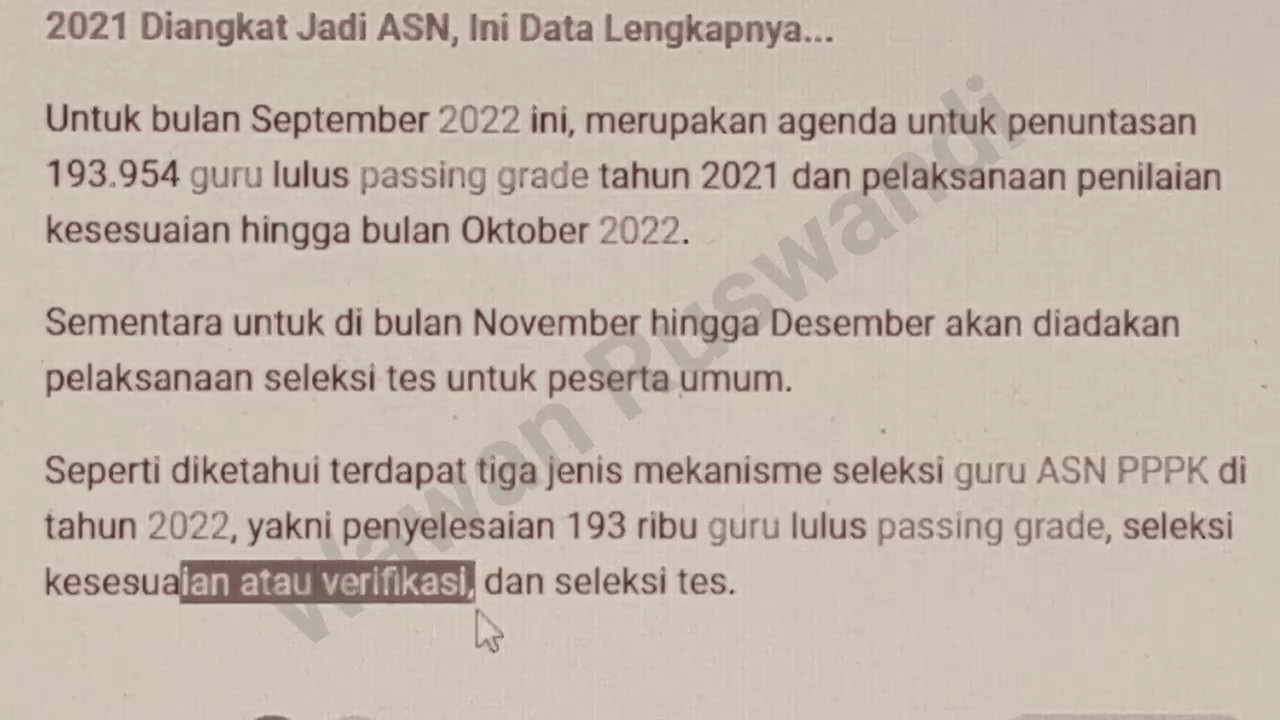 2021 Diangkat Jadi ASN, Ini Data Lengkapnya...
Untuk bulan September 2022 ini, merupakan agenda untuk penuntasan
193.954 guru lulus passing grade tahun 2021 dan pelaksanaan penilaian
kesesuaian hingga bulan Oktober 2022.
Sementara untuk di bulan November hingga Desember akan diadakan
pelaksanaan seleksi tes untuk peserta umum.
Seperti diketahui terdapat tiga jenis mekanisme seleksi guru ASN PPPK di
tahun 2022, yakni penyelesaian 193 ribu guru lulus passing grade, seleksi
kesesuaian atau verifikasi, dan seleksi tes.
Wawan Ruswandi